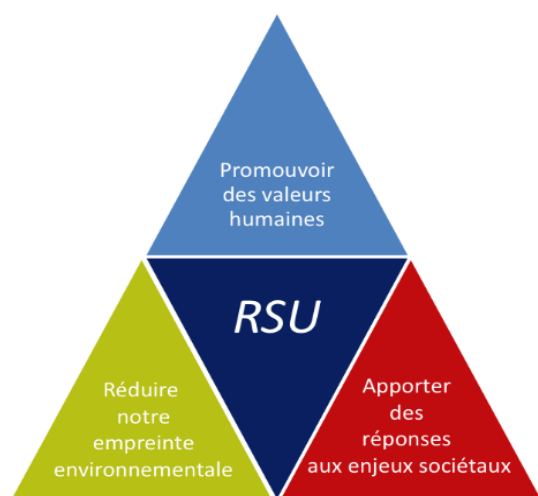 Promouvoir
des valeurs
humaines
RSU
Réduire
notre
empreinte
environnementale
Apporter
des
réponses
aux enjeux sociétaux